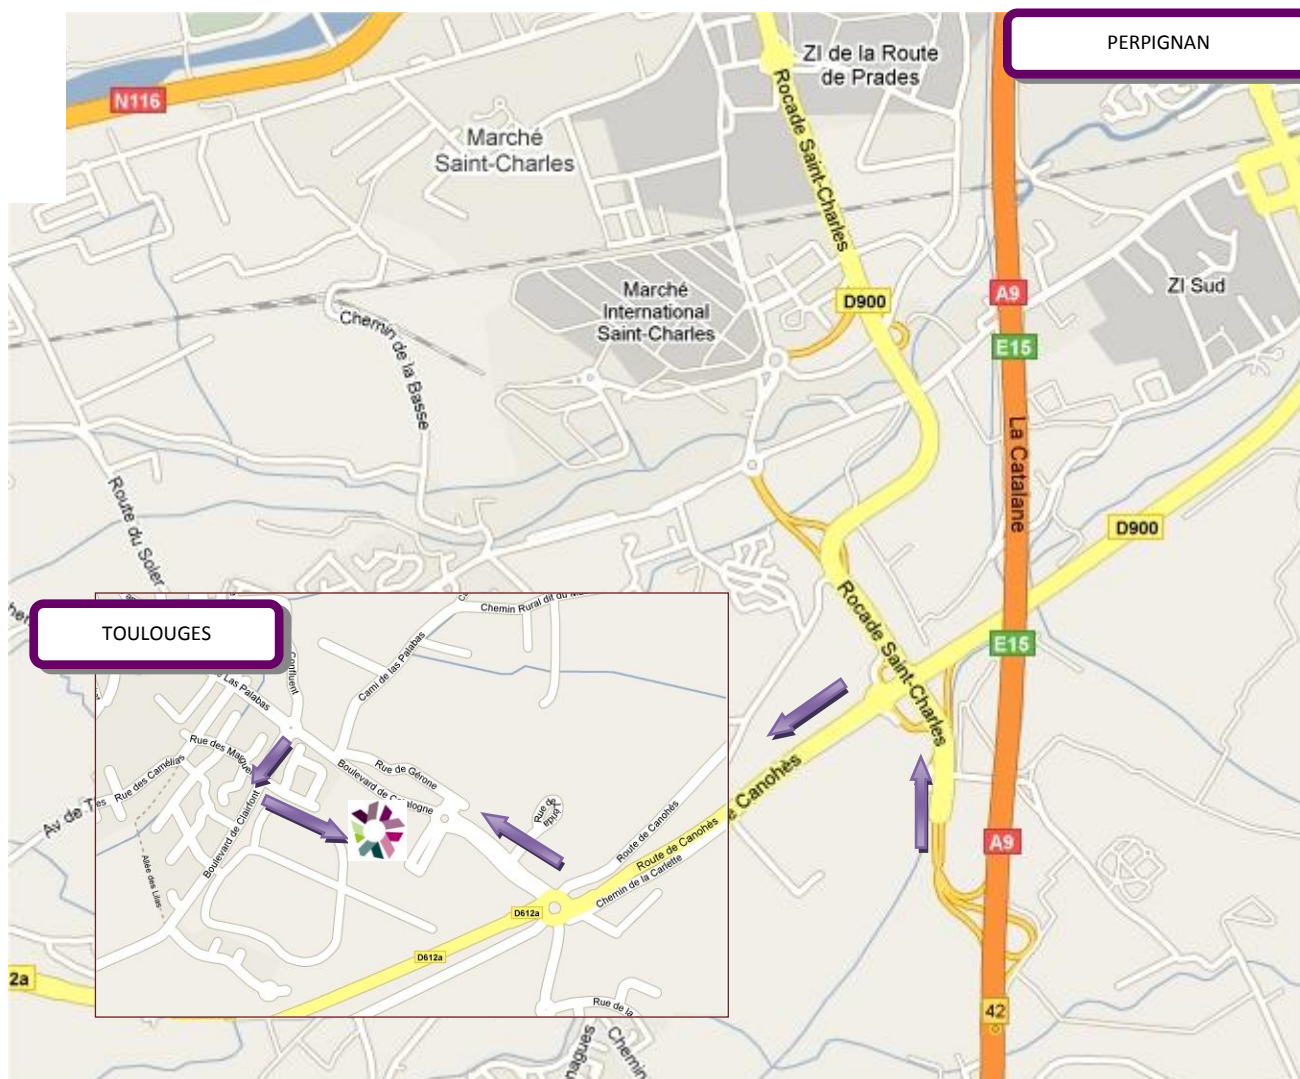 PERPIGNAN
ZI de la Route
de Prades
N116
Marché
Saint-Charles
Rocade Saint-Charles
ZI Sud
A9
D900
Marché
International
Saint-Charles
E15
Chemin de la Basse
La Catalane
Route du Soler
D900
TOULOUGES
Chemin Rural dit du
Confluent
Cami de las Palabas
Las Palabas
Rocade Saint-Charles
E15
Rue des Camélias
Rue de Gérone
Boulevard de Catalogne
Rue de
Boulevard de Clairfont
Allée des Lilas
Route de Canohès
Route de Canohès
Chemin de la Carlette
de Canohès
Av de
A9
D612a
D612a
2a
Rue de la
42
Chemin